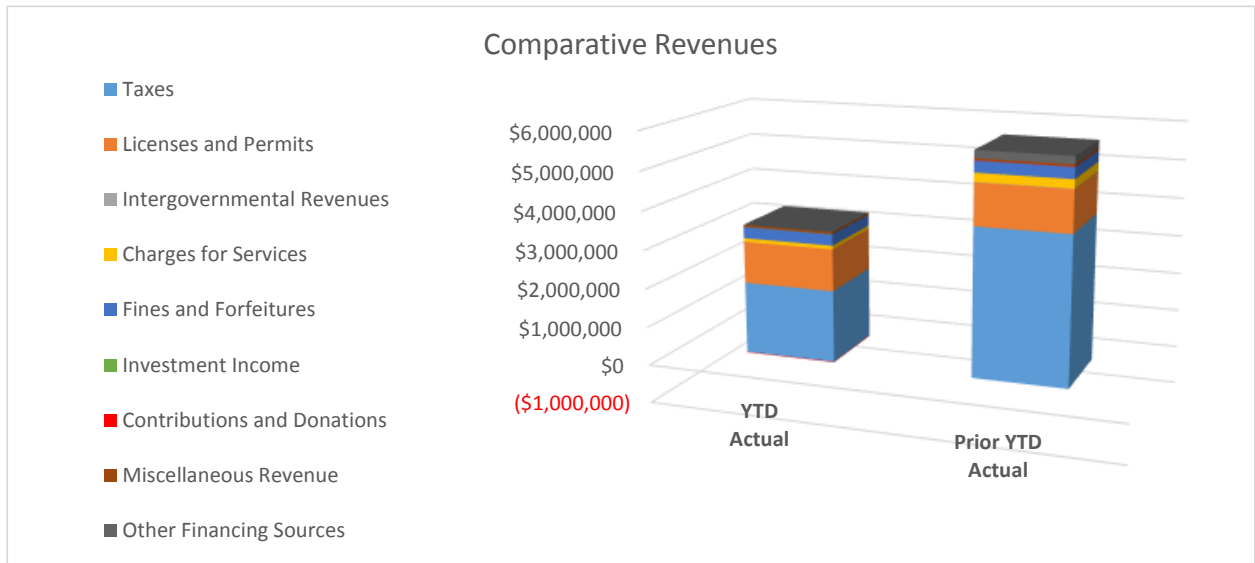 Comparative Revenues
Taxes
Licenses and Permits
Intergovernmental Revenues
Charges for Services
Fines and Forfeitures
Investment Income
Contributions and Donations
Miscellaneous Revenue
Other Financing Sources
$6,000,000
$5,000,000
$4,000,000
$3,000,000
$2,000,000
$1,000,000
$0
($1,000,000)
YTD
Actual
Prior YTD
Actual